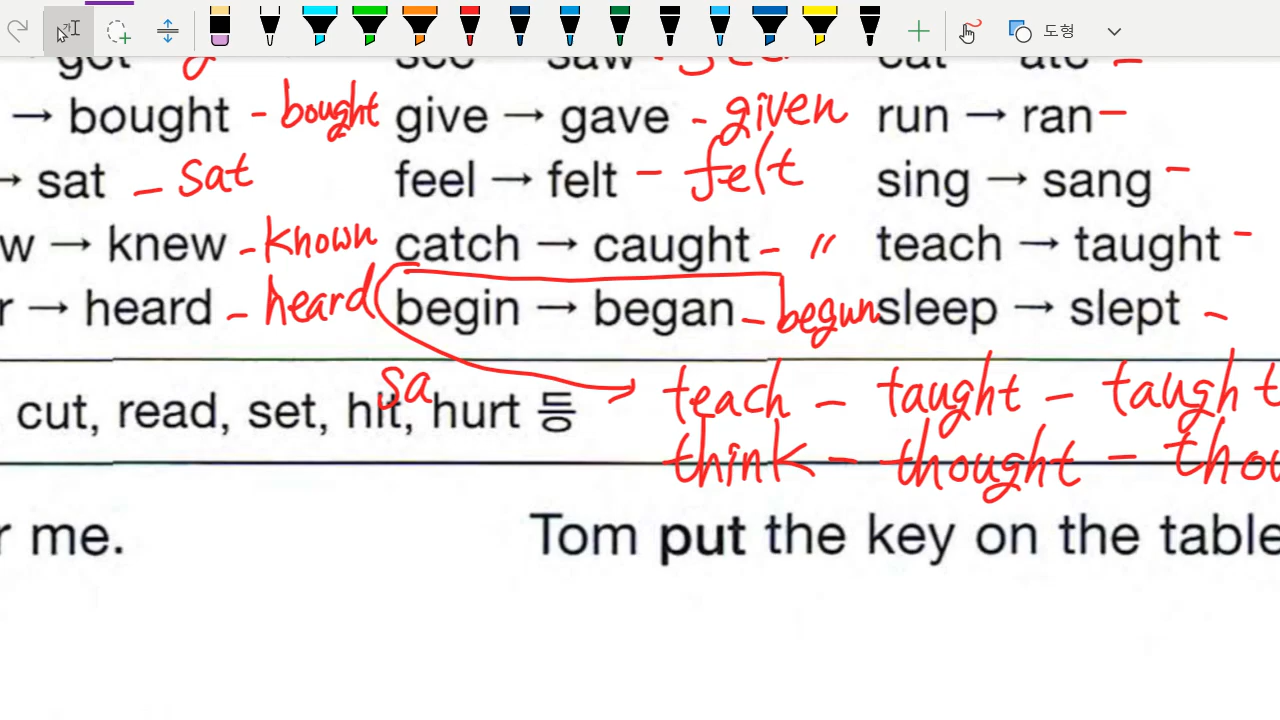 도형
→ bought - bought give → gave - given run → ran -
→ sat - sat feel → felt - felt sing → sang -
w → knew - known catch → caught - " teach → taught -
r → heard - heard begin → began - begun sleep → slept -
sa
cut, read, set, hit, hurt 등 teach - taught - taught
think - thought - thou
r me. Tom put the key on the table